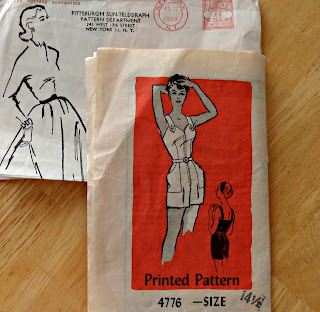 PITTSBURGH SUN-TELEGRAPH
PATTERN DEPARTMENT
243 WEST 17th STREET
NEW YORK 11, N. Y.
N.Y.
Printed Pattern
4776 — SIZE 14½